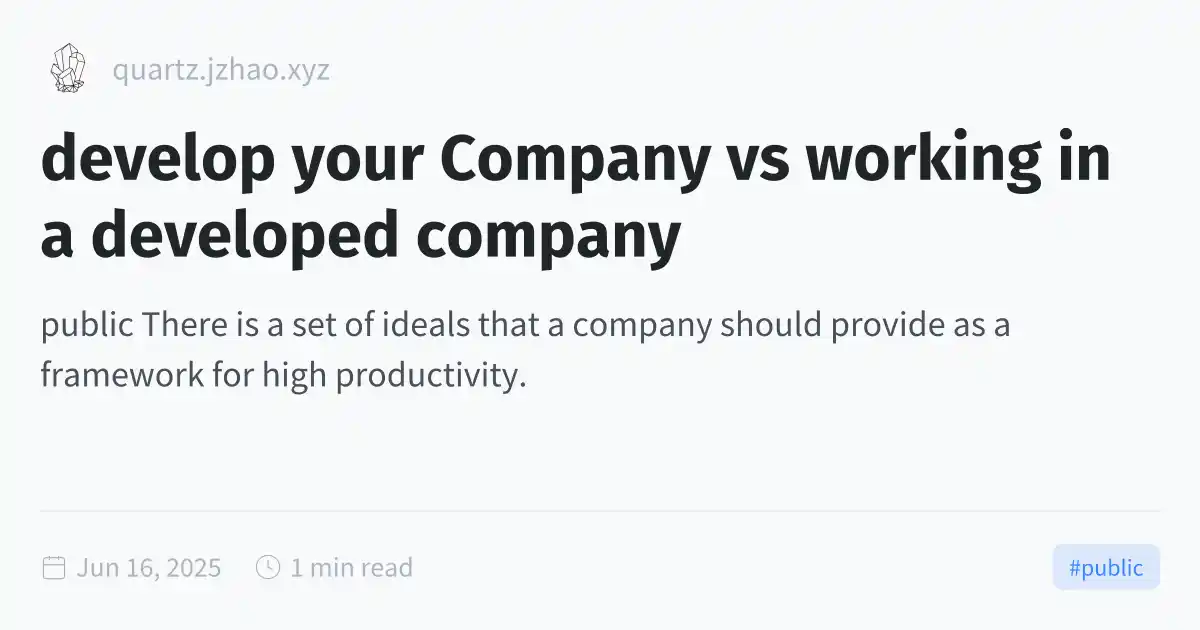 quartz.jzhao.xyz
develop your Company vs working in
a developed company
public There is a set of ideals that a company should provide as a
framework for high productivity.
Jun 16, 2025
1 min read
#public